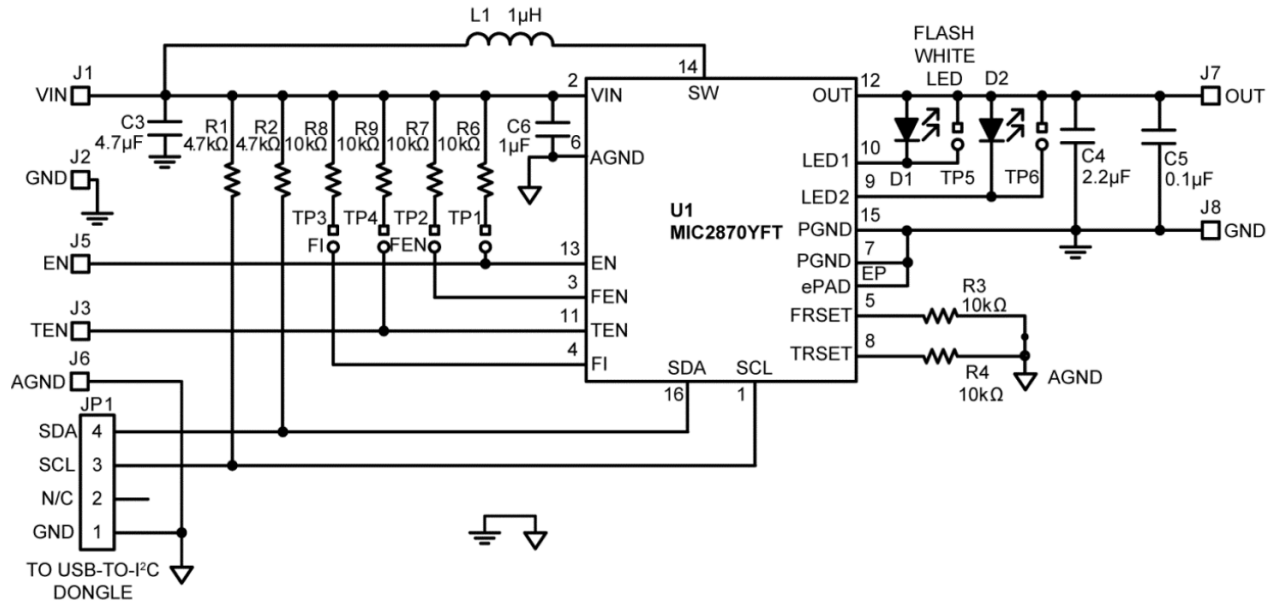 L1 1µH
FLASH
WHITE
LED D2
J1
VIN
14
SW
2
VIN
12
OUT
J7
OUT
C3
4.7µF
R1
4.7kΩ
R2
4.7kΩ
R8
10kΩ
R9
10kΩ
R7
10kΩ
R6
10kΩ
C6
1µF
6
AGND
10
LED1
D1
TP5
TP6
C4
2.2µF
C5
0.1µF
J2
GND
9
LED2
U1
MIC2870YFT
15
PGND
J8
GND
TP3
FI
TP4
TP2
FEN
TP1
J5
EN
13
EN
7
PGND
EP
ePAD
3
FEN
5
FRSET
R3
10kΩ
J3
TEN
11
TEN
4
FI
8
TRSET
R4
10kΩ
AGND
J6
AGND
SDA SCL
16 1
JP1
SDA 4
SCL 3
N/C 2
GND 1
TO USB-TO-I²C
DONGLE